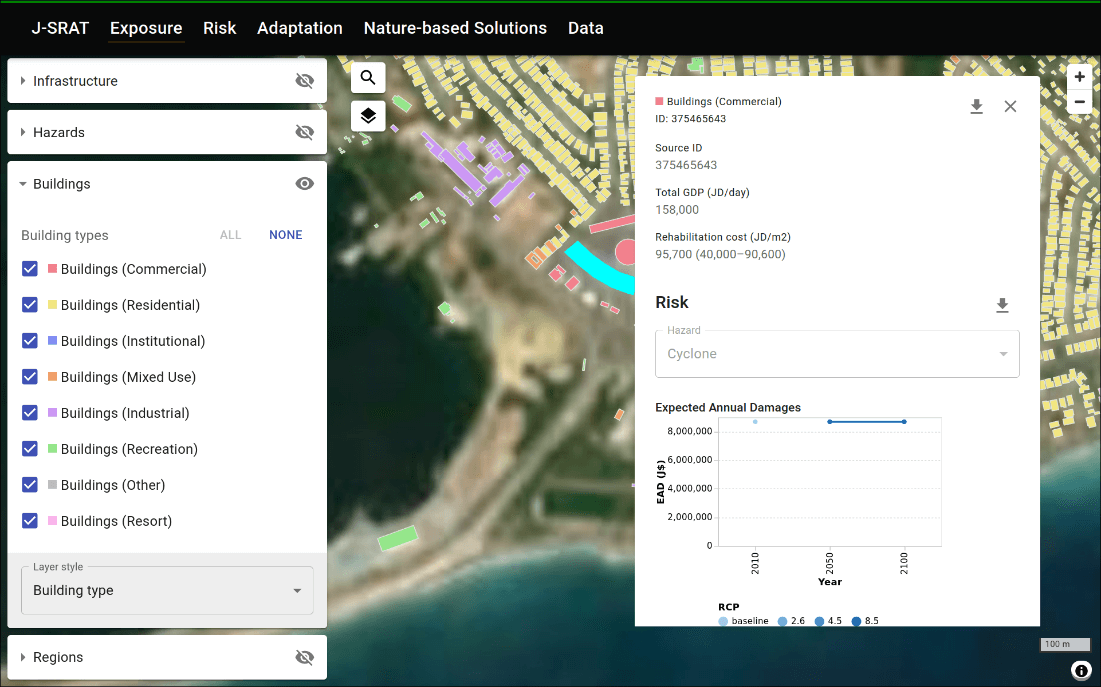 J-SRAT Exposure Risk Adaptation Nature-based Solutions Data
Infrastructure
Hazards
Buildings
Building types ALL NONE
Buildings (Commercial)
Buildings (Residential)
Buildings (Institutional)
Buildings (Mixed Use)
Buildings (Industrial)
Buildings (Recreation)
Buildings (Other)
Buildings (Resort)
Layer style
Building type
Regions
Buildings (Commercial)
ID: 375465643
Source ID
375465643
Total GDP (JD/day)
158,000
Rehabilitation cost (JD/m2)
95,700 (40,000–90,600)
Risk
Hazard
Cyclone
Expected Annual Damages
8,000,000
6,000,000
4,000,000
2,000,000
0
EAD (J$)
2010 2050 2100
Year
RCP
baseline 2.6 4.5 8.5
+
−
100 m